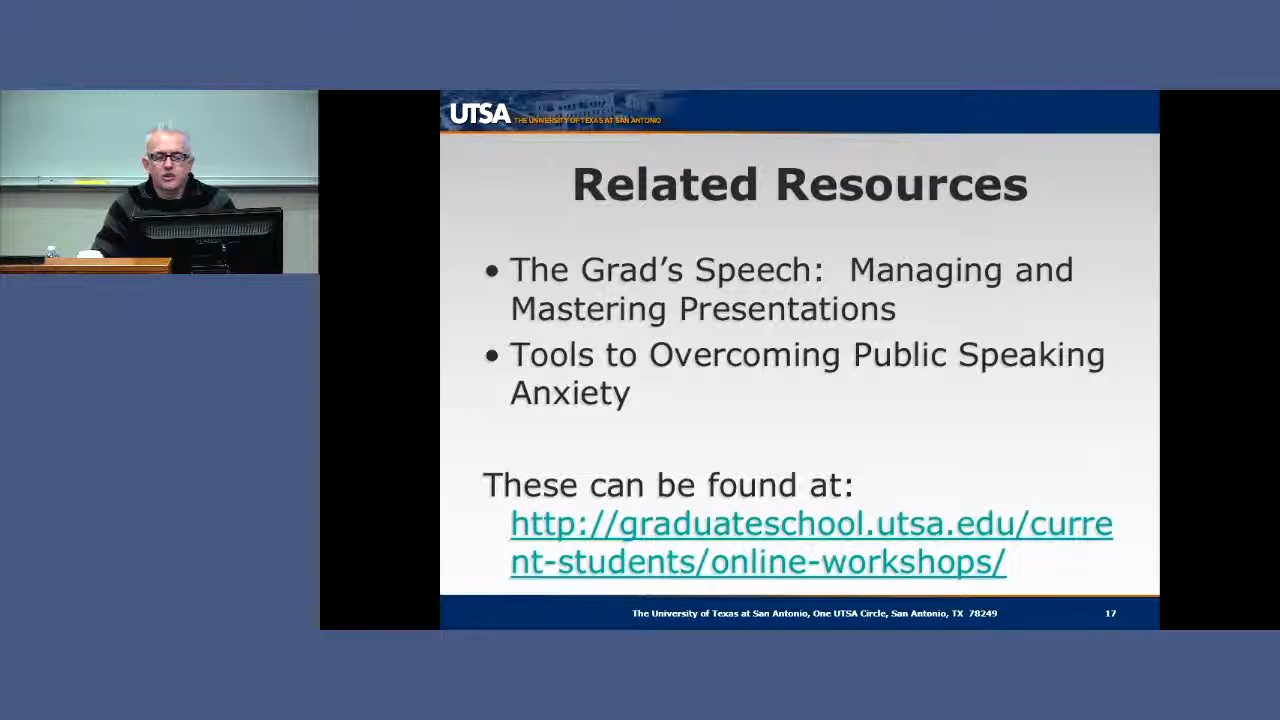 UTSA THE UNIVERSITY OF TEXAS AT SAN ANTONIO
Related Resources
• The Grad's Speech: Managing and
Mastering Presentations
• Tools to Overcoming Public Speaking
Anxiety
These can be found at:
http://graduateschool.utsa.edu/curre
nt-students/online-workshops/
The University of Texas at San Antonio, One UTSA Circle, San Antonio, TX 78249 17